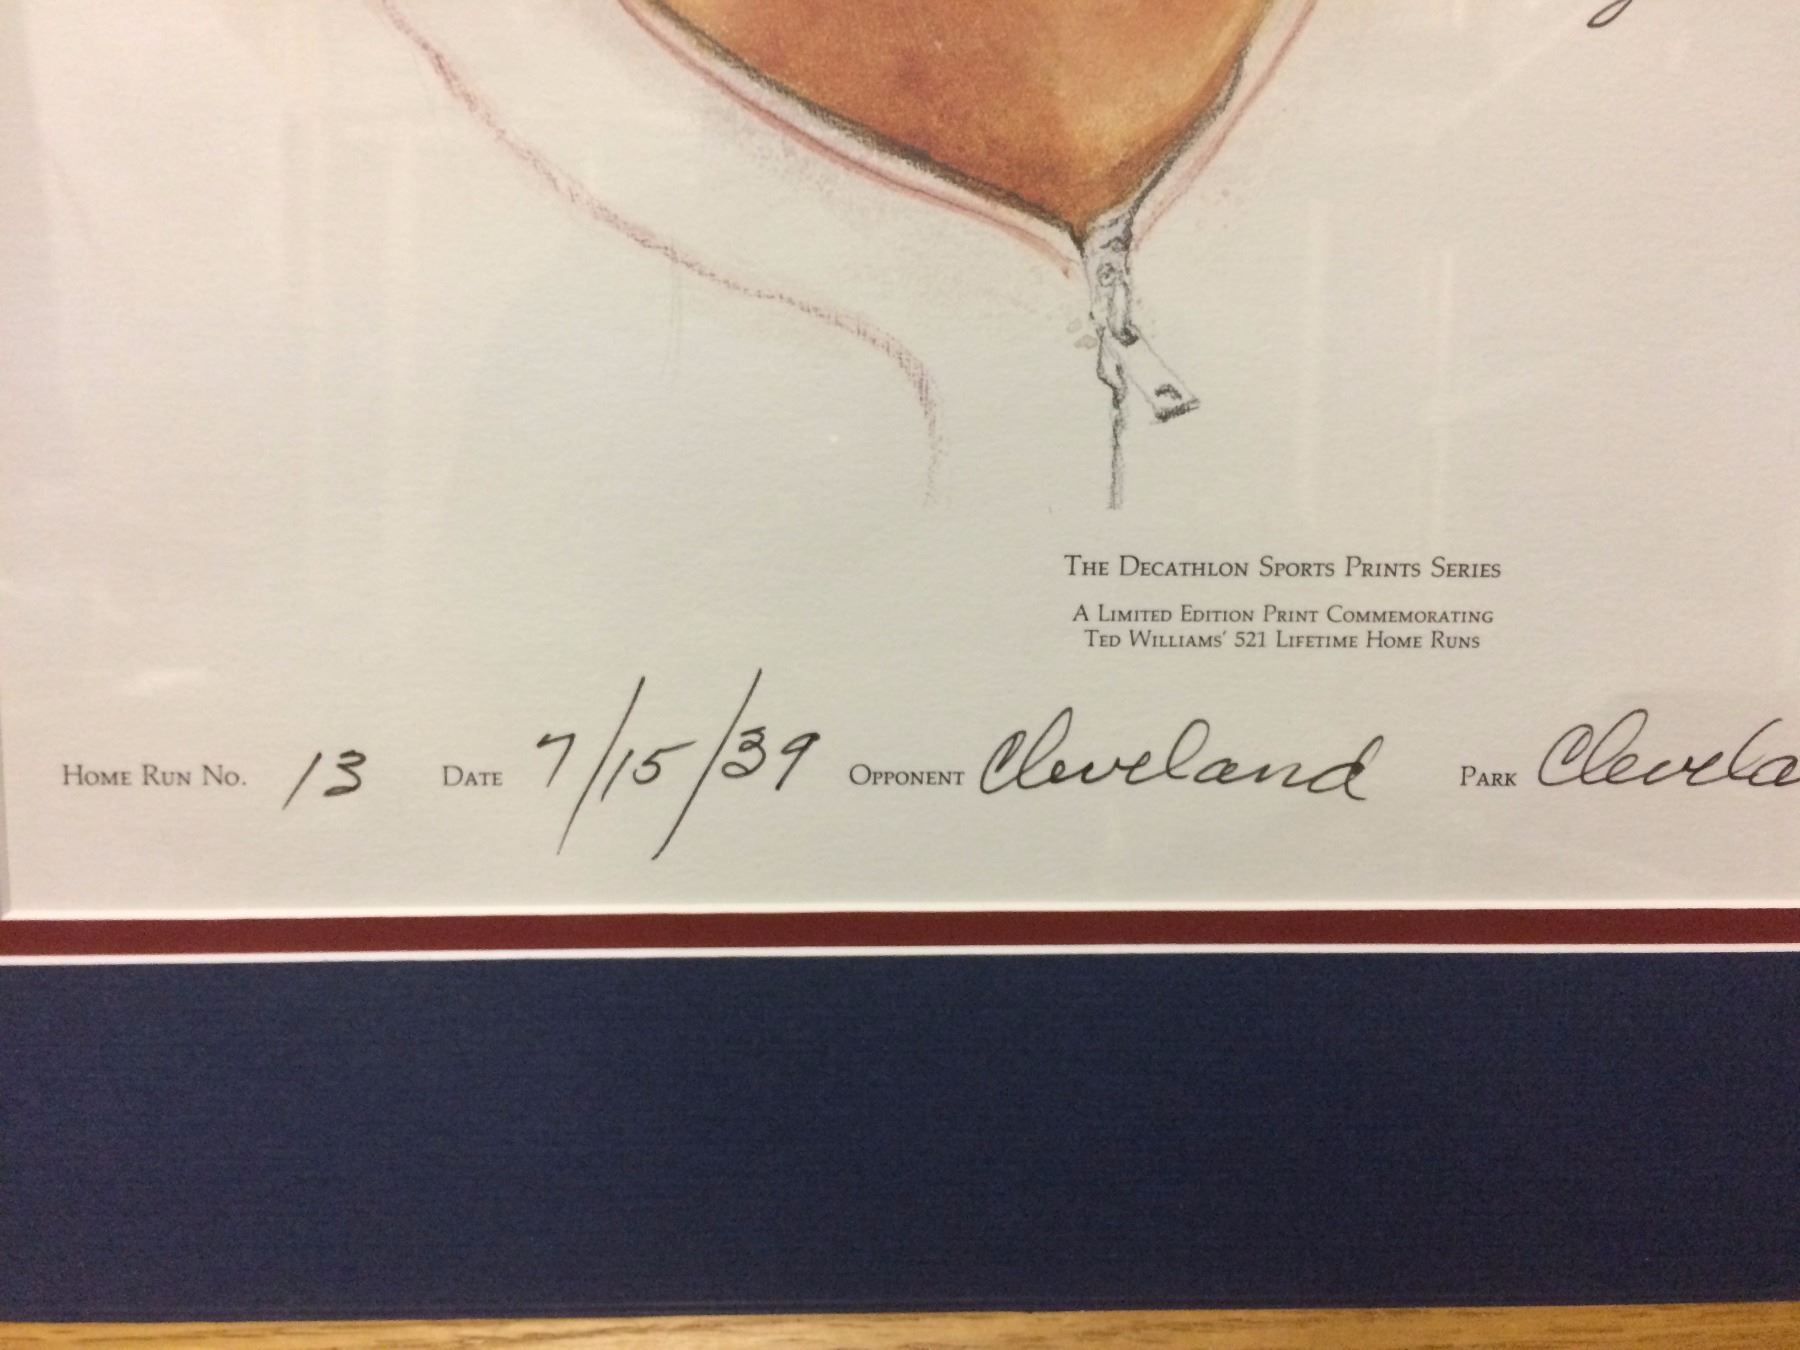 The Decathlon Sports Prints Series
A Limited Edition Print Commemorating
Ted Williams' 521 Lifetime Home Runs
Home Run No. 13 Date 7/15/39 Opponent Cleveland Park Clevela